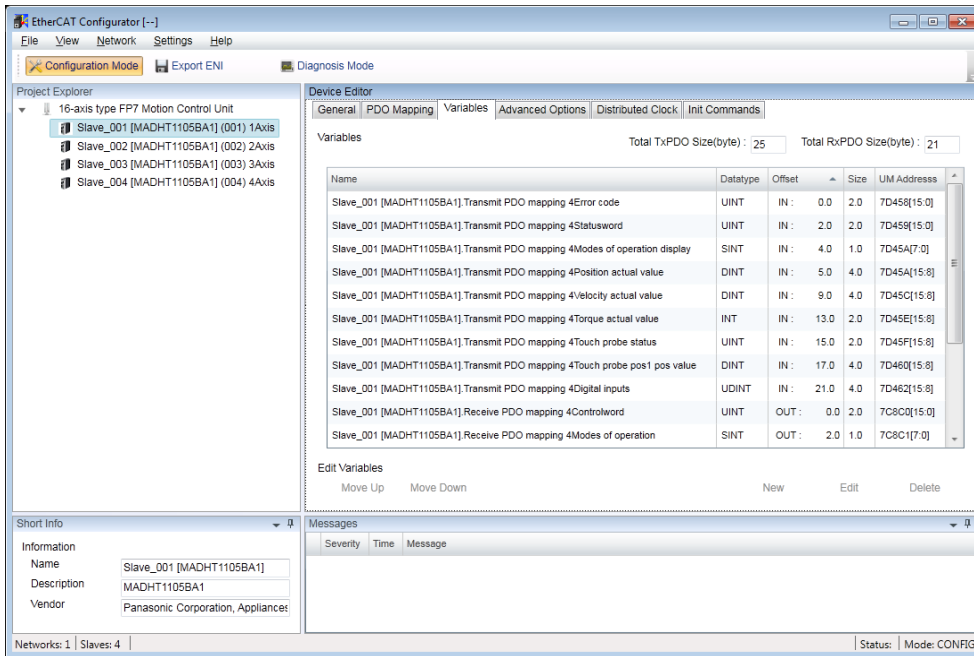 EtherCAT Configurator [--]
File View Network Settings Help
Configuration Mode Export ENI Diagnosis Mode
Project Explorer
16-axis type FP7 Motion Control Unit
Slave_001 [MADHT1105BA1] (001) 1Axis
Slave_002 [MADHT1105BA1] (002) 2Axis
Slave_003 [MADHT1105BA1] (003) 3Axis
Slave_004 [MADHT1105BA1] (004) 4Axis
Device Editor
General PDO Mapping Variables Advanced Options Distributed Clock Init Commands
Variables Total TxPDO Size(byte) : 25 Total RxPDO Size(byte) : 21
Name Datatype Offset Size UM Addresss
Slave_001 [MADHT1105BA1].Transmit PDO mapping 4Error code UINT IN : 0.0 2.0 7D458[15:0]
Slave_001 [MADHT1105BA1].Transmit PDO mapping 4Statusword UINT IN : 2.0 2.0 7D459[15:0]
Slave_001 [MADHT1105BA1].Transmit PDO mapping 4Modes of operation display SINT IN : 4.0 1.0 7D45A[7:0]
Slave_001 [MADHT1105BA1].Transmit PDO mapping 4Position actual value DINT IN : 5.0 4.0 7D45A[15:8]
Slave_001 [MADHT1105BA1].Transmit PDO mapping 4Velocity actual value DINT IN : 9.0 4.0 7D45C[15:8]
Slave_001 [MADHT1105BA1].Transmit PDO mapping 4Torque actual value INT IN : 13.0 2.0 7D45E[15:8]
Slave_001 [MADHT1105BA1].Transmit PDO mapping 4Touch probe status UINT IN : 15.0 2.0 7D45F[15:8]
Slave_001 [MADHT1105BA1].Transmit PDO mapping 4Touch probe pos1 pos value DINT IN : 17.0 4.0 7D460[15:8]
Slave_001 [MADHT1105BA1].Transmit PDO mapping 4Digital inputs UDINT IN : 21.0 4.0 7D462[15:8]
Slave_001 [MADHT1105BA1].Receive PDO mapping 4Controlword UINT OUT : 0.0 2.0 7C8C0[15:0]
Slave_001 [MADHT1105BA1].Receive PDO mapping 4Modes of operation SINT OUT : 2.0 1.0 7C8C1[7:0]
Edit Variables
Move Up Move Down New Edit Delete
Short Info
Information
Name Slave_001 [MADHT1105BA1]
Description MADHT1105BA1
Vendor Panasonic Corporation, Appliances
Messages
Severity Time Message
Networks: 1 Slaves: 4 Status: Mode: CONFIG